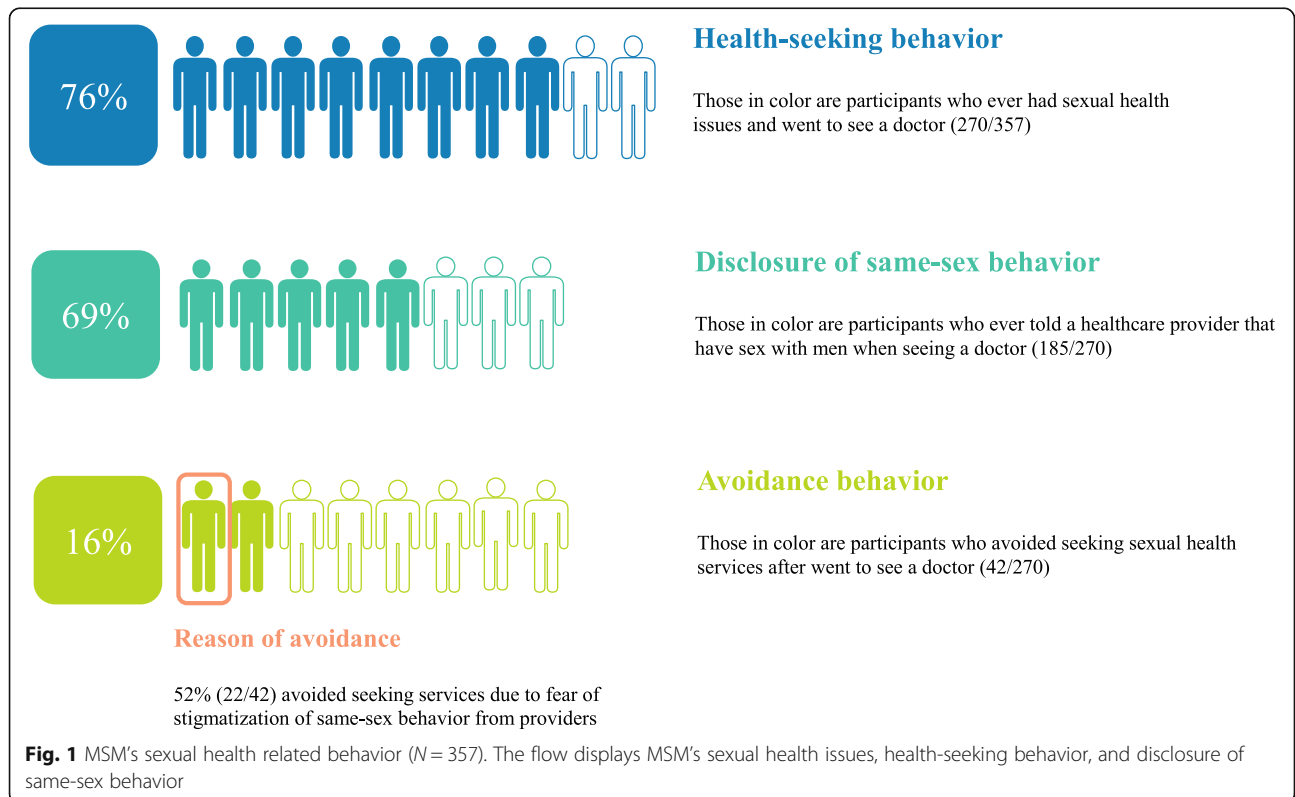 76%
Health-seeking behavior
Those in color are participants who ever had sexual health
issues and went to see a doctor (270/357)
69%
Disclosure of same-sex behavior
Those in color are participants who ever told a healthcare provider that
have sex with men when seeing a doctor (185/270)
16%
Avoidance behavior
Those in color are participants who avoided seeking sexual health
services after went to see a doctor (42/270)
Reason of avoidance
52% (22/42) avoided seeking services due to fear of
stigmatization of same-sex behavior from providers
Fig. 1 MSM's sexual health related behavior (N = 357). The flow displays MSM's sexual health issues, health-seeking behavior, and disclosure of
same-sex behavior